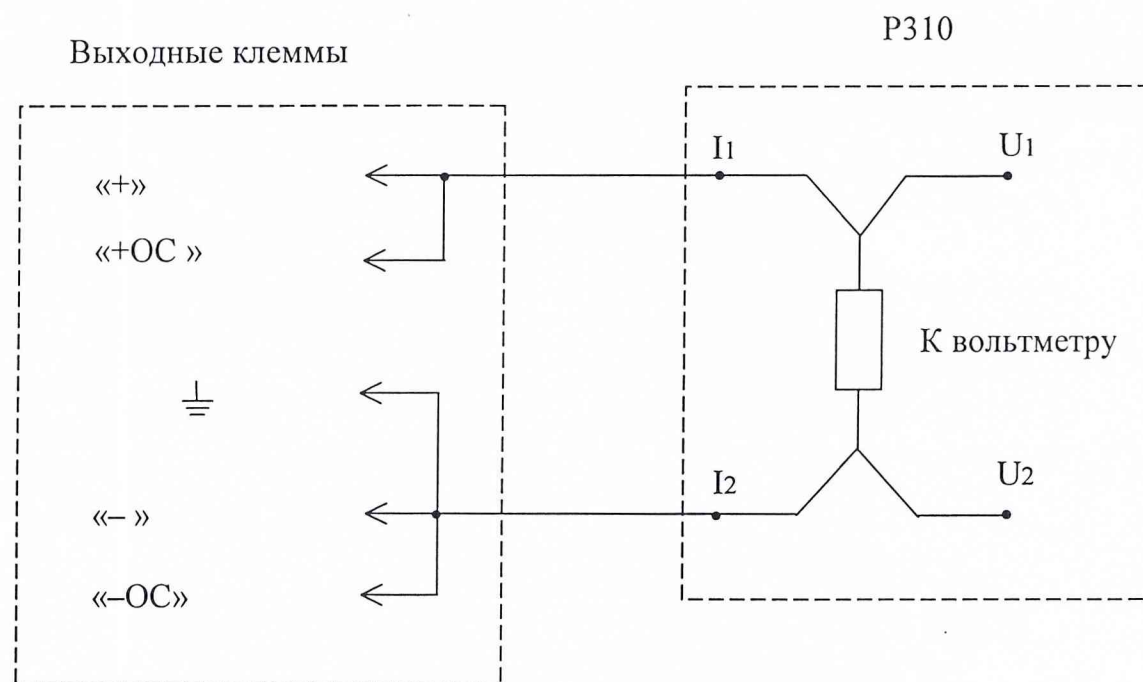 Р310
Выходные клеммы
I1
U1
«+»
«+ОС »
К вольтметру
I2
U2
«– »
«–ОС»